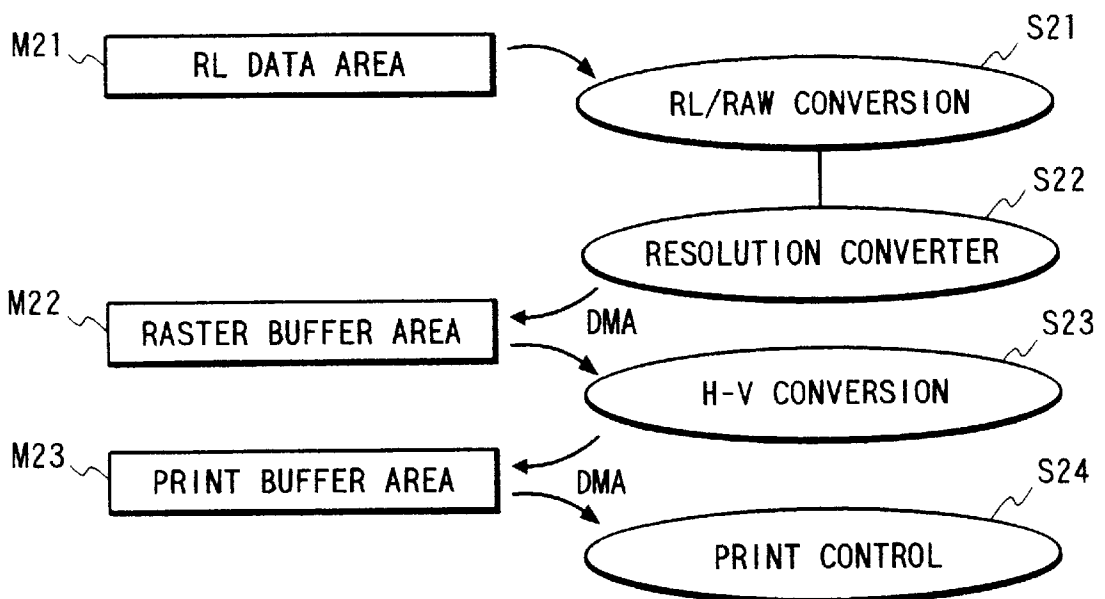 M21
RL DATA AREA
S21
RL/RAW CONVERSION
S22
RESOLUTION CONVERTER
M22
RASTER BUFFER AREA
DMA
S23
H-V CONVERSION
M23
PRINT BUFFER AREA
DMA
S24
PRINT CONTROL